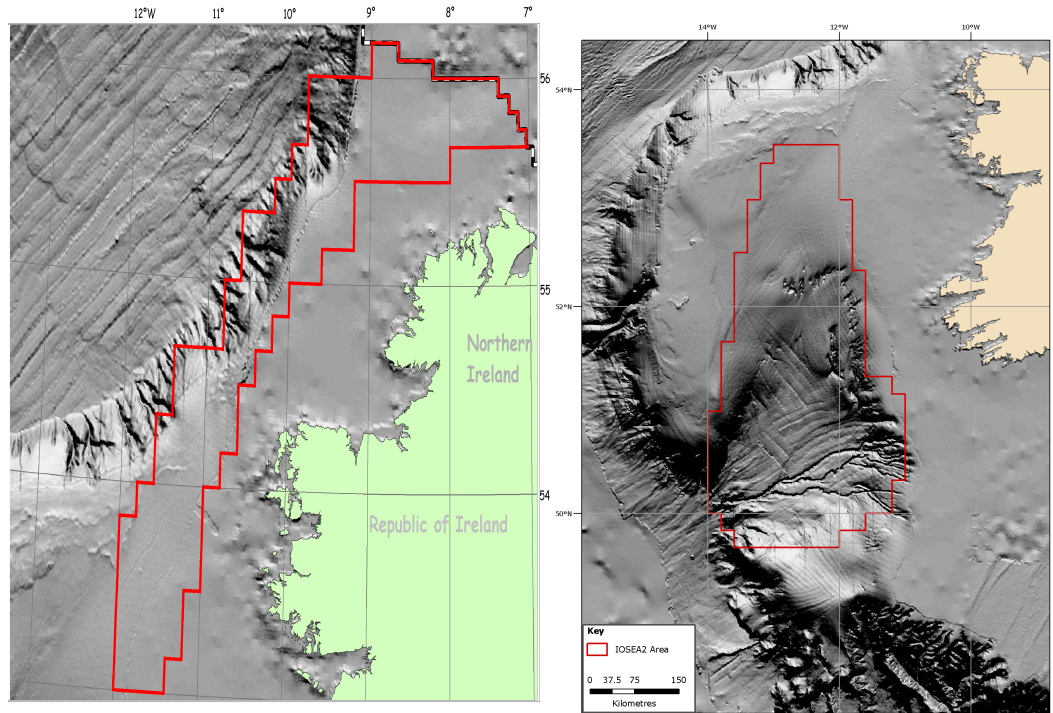 12°W 11° 10° 9° 8° 7°
56
55
Northern
Ireland
54
Republic of Ireland
14°W 12°W 10°W
54°N
52°N
50°N
Key
IOSEA2 Area
0 37.5 75 150
Kilometres